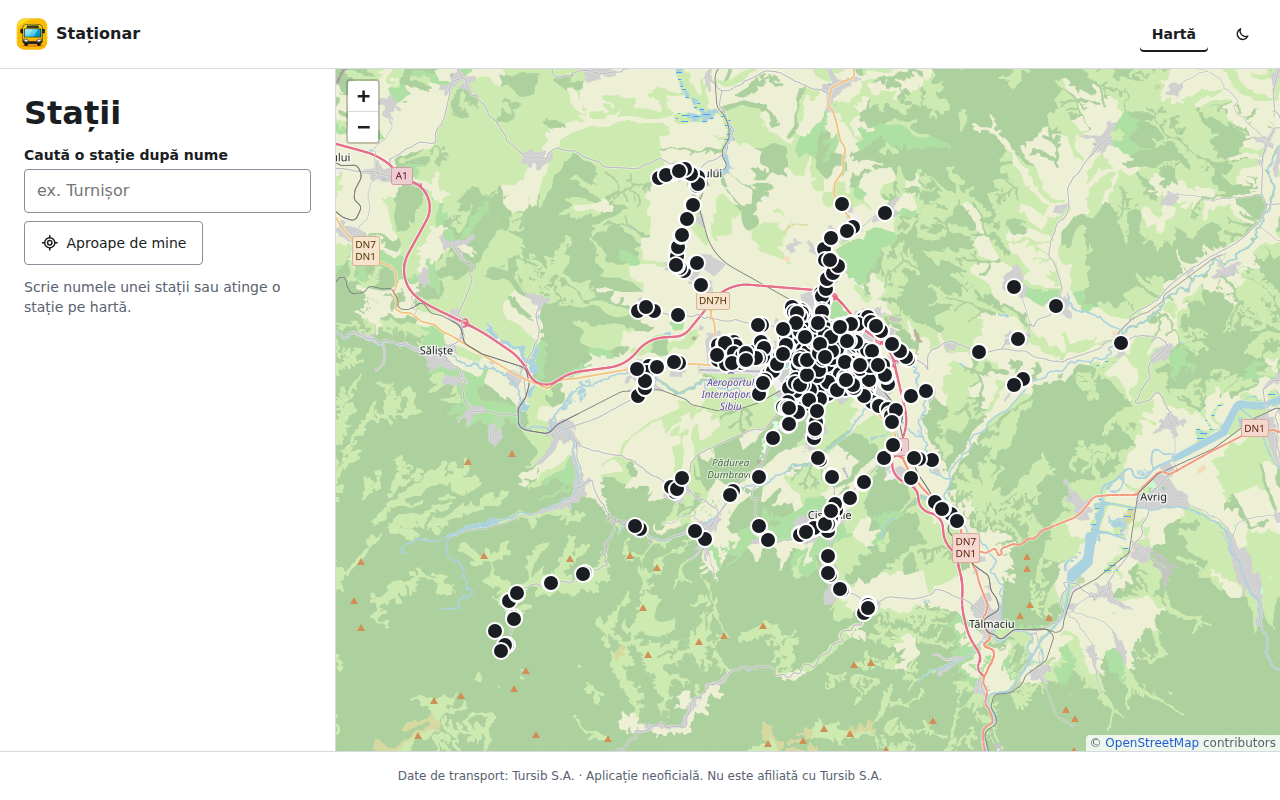 Staționar
Hartă
Stații
Caută o stație după nume
ex. Turnișor
Aproape de mine
Scrie numele unei stații sau atinge o
stație pe hartă.
+
−
A1
DN7
DN1
DN7H
Săliște
Aeroportul
Internațional
Sibiu
Pădurea
DN1
Avrig
DN7
DN1
Tălmaciu
© OpenStreetMap contributors
Date de transport: Tursib S.A. · Aplicație neoficială. Nu este afiliată cu Tursib S.A.